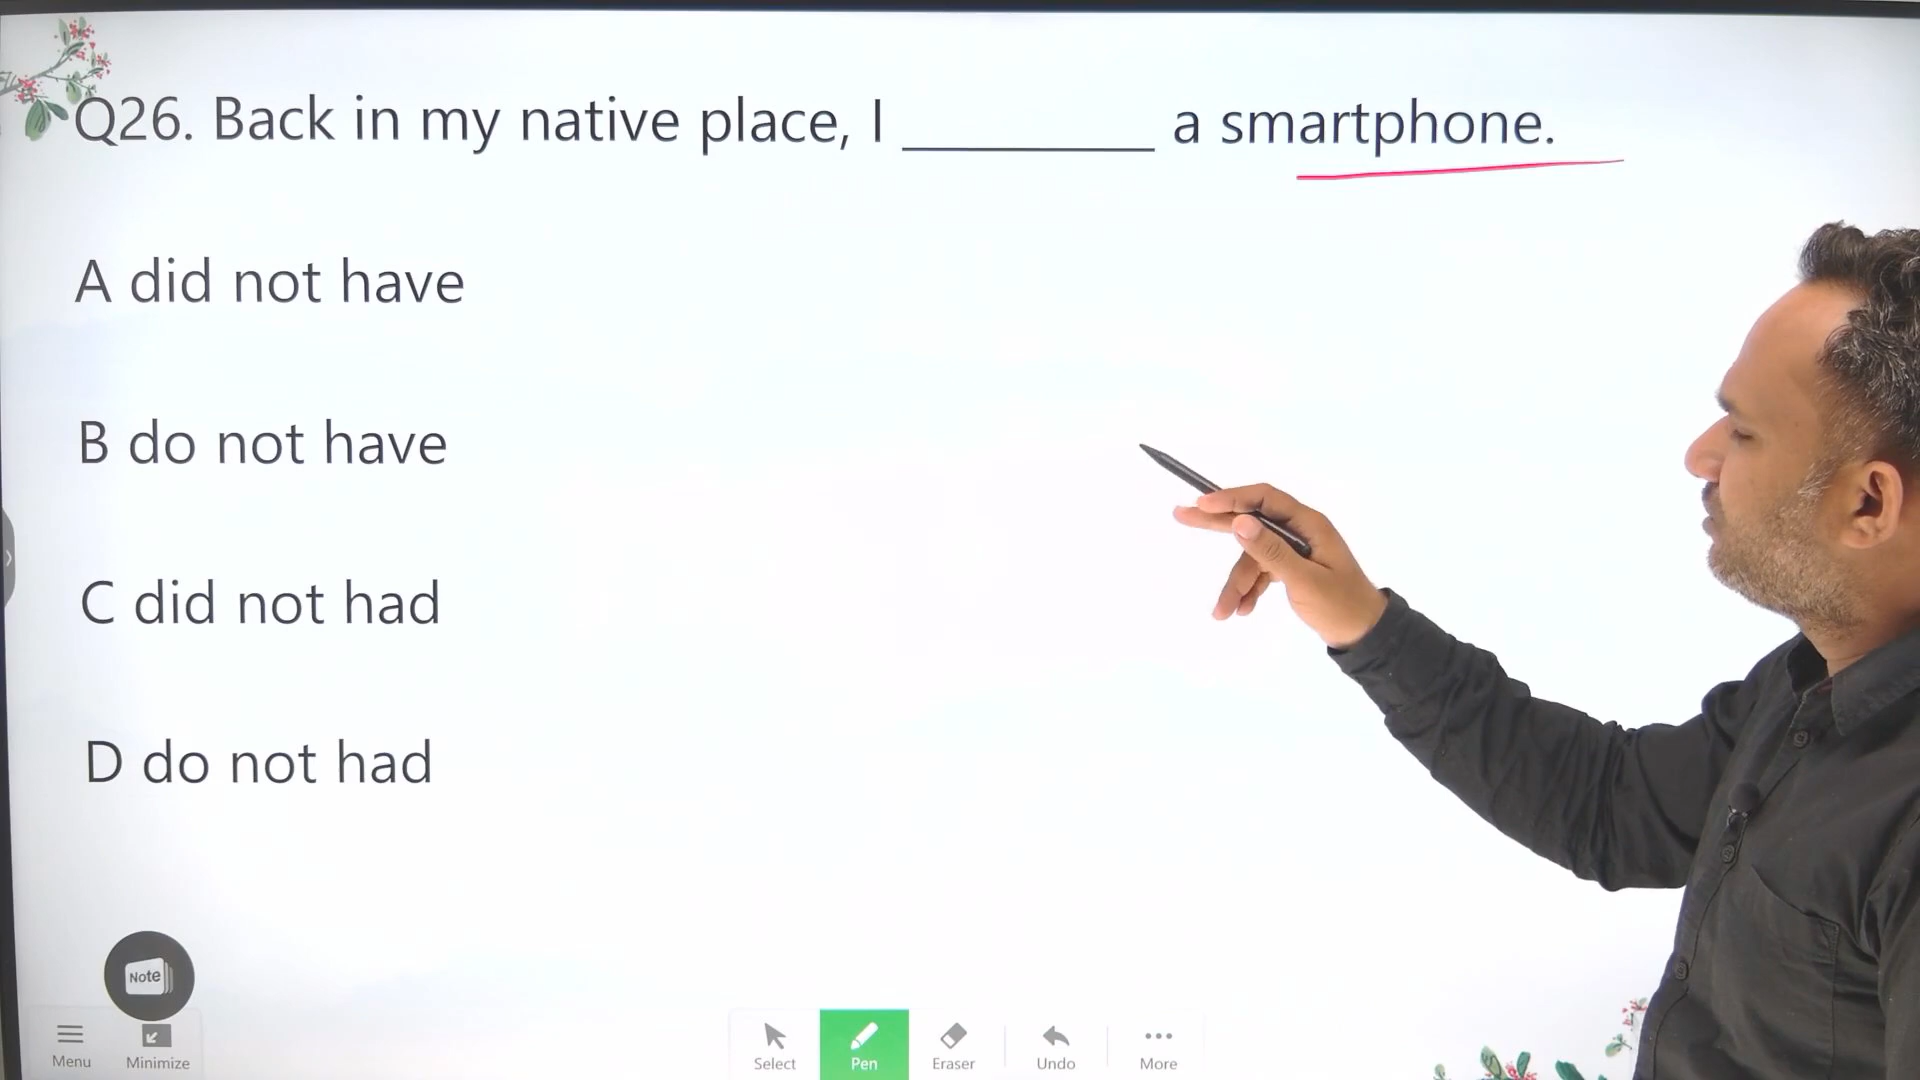 Q26. Back in my native place, I ________ a smartphone.
A did not have
B do not have
C did not had
D do not had
Note
Menu
Minimize
Select
Pen
Eraser
Undo
More